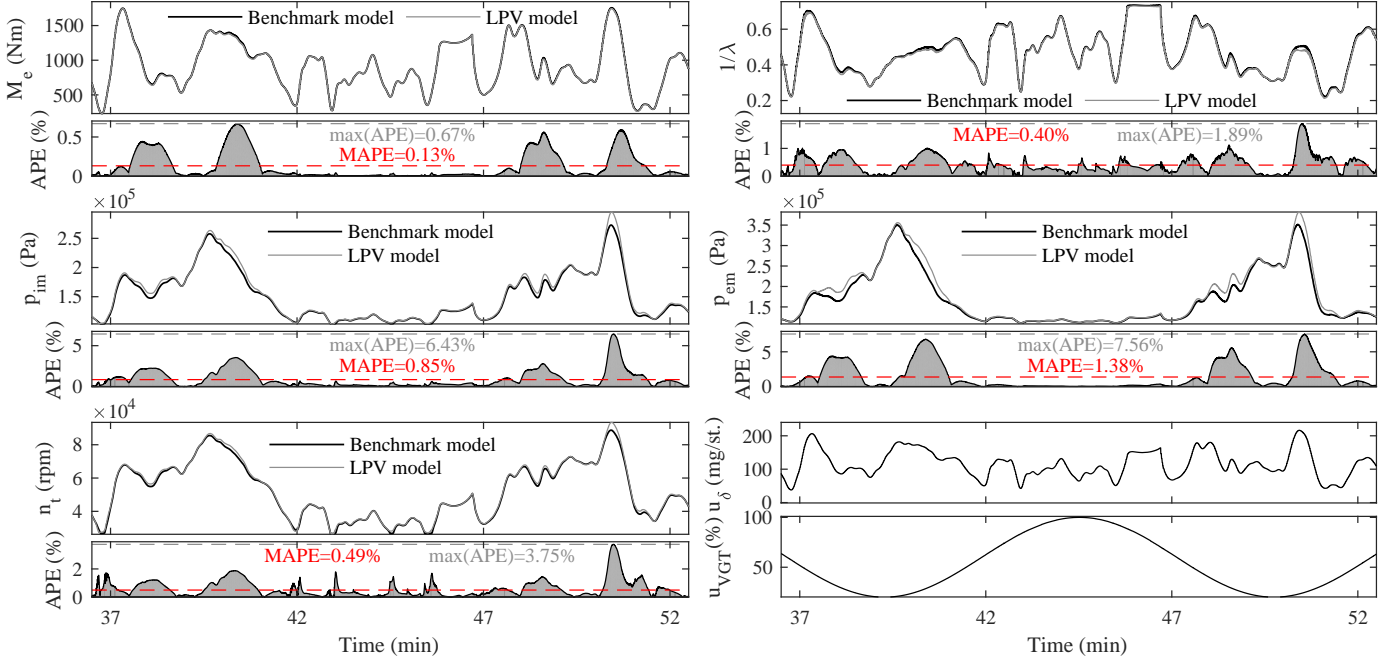 Benchmark model
LPV model
M_e (Nm)
1500
1000
500
APE (%)
0.5
0
max(APE)=0.67%
MAPE=0.13%
× 10^5
p_im (Pa)
2.5
2
1.5
Benchmark model
LPV model
APE (%)
5
0
max(APE)=6.43%
MAPE=0.85%
× 10^4
n_t (rpm)
8
6
4
Benchmark model
LPV model
APE (%)
2
0
MAPE=0.49%
max(APE)=3.75%
37
42
47
52
Time (min)
1/λ
0.6
0.4
0.2
Benchmark model
LPV model
APE (%)
1
0
MAPE=0.40%
max(APE)=1.89%
× 10^5
p_em (Pa)
3.5
3
2.5
2
1.5
Benchmark model
LPV model
APE (%)
5
0
max(APE)=7.56%
MAPE=1.38%
u_δ (mg/st.)
200
100
0
u_VGT (%)
100
50
37
42
47
52
Time (min)